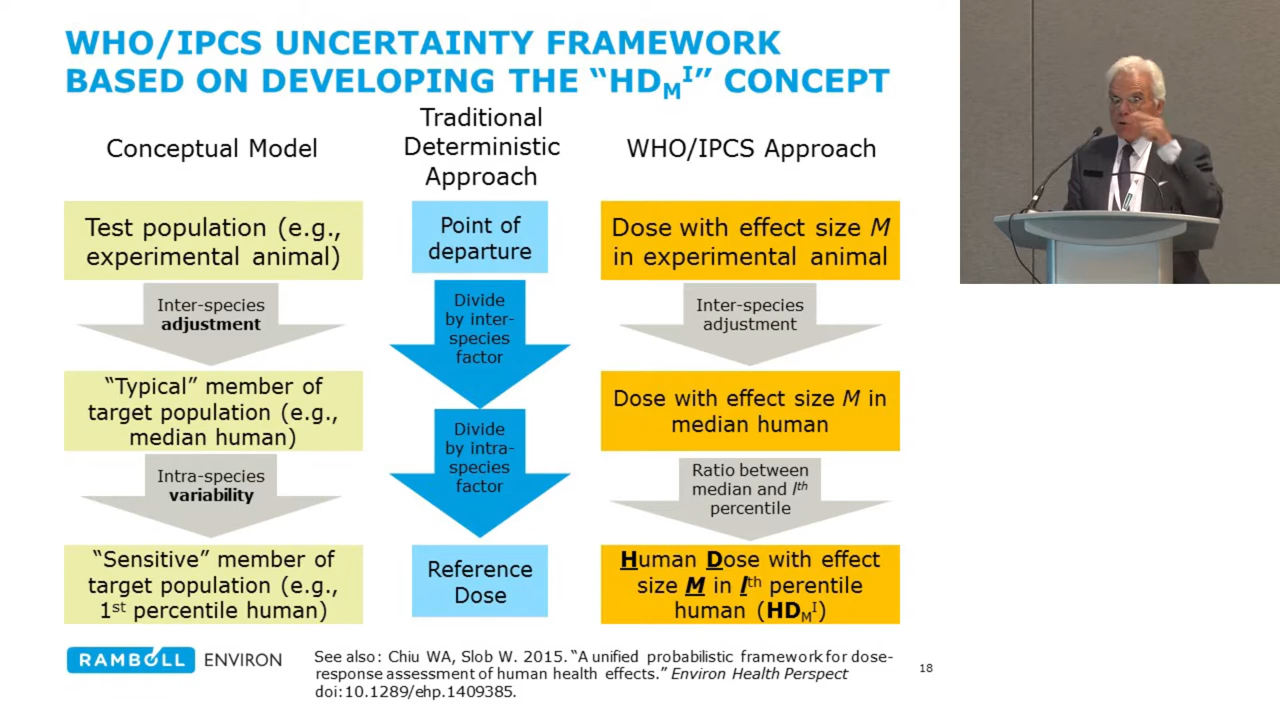 WHO/IPCS UNCERTAINTY FRAMEWORK
BASED ON DEVELOPING THE “HDMI” CONCEPT
Conceptual Model
Traditional
Deterministic
Approach
WHO/IPCS Approach
Test population (e.g.,
experimental animal)
Point of
departure
Dose with effect size M
in experimental animal
Inter-species
adjustment
Divide
by inter-
species
factor
Inter-species
adjustment
“Typical” member of
target population (e.g.,
median human)
Dose with effect size M in
median human
Intra-species
variability
Divide
by intra-
species
factor
Ratio between
median and Ith
percentile
“Sensitive” member of
target population (e.g.,
1st percentile human)
Reference
Dose
Human Dose with effect
size M in Ith perentile
human (HDMI)
RAMBOLL ENVIRON
See also: Chiu WA, Slob W. 2015. “A unified probabilistic framework for dose-
response assessment of human health effects.” Environ Health Perspect
doi:10.1289/ehp.1409385.
18